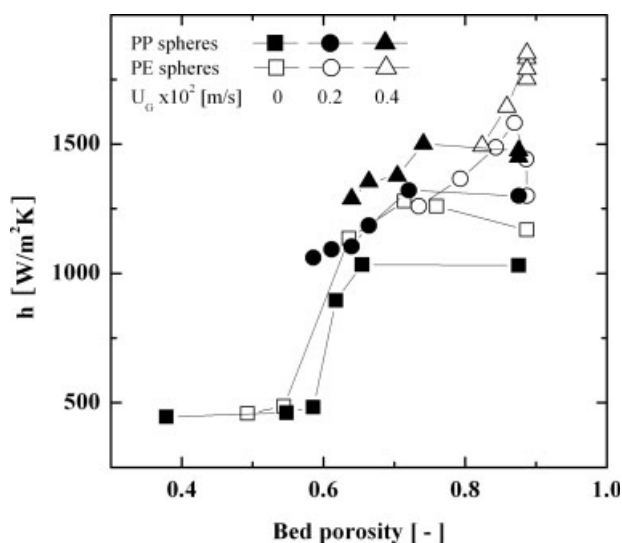 PP spheres
PE spheres
U_G x10² [m/s] 0 0.2 0.4
1500
1000
500
h [ W/m²K ]
0.4 0.6 0.8 1.0
Bed porosity [ - ]